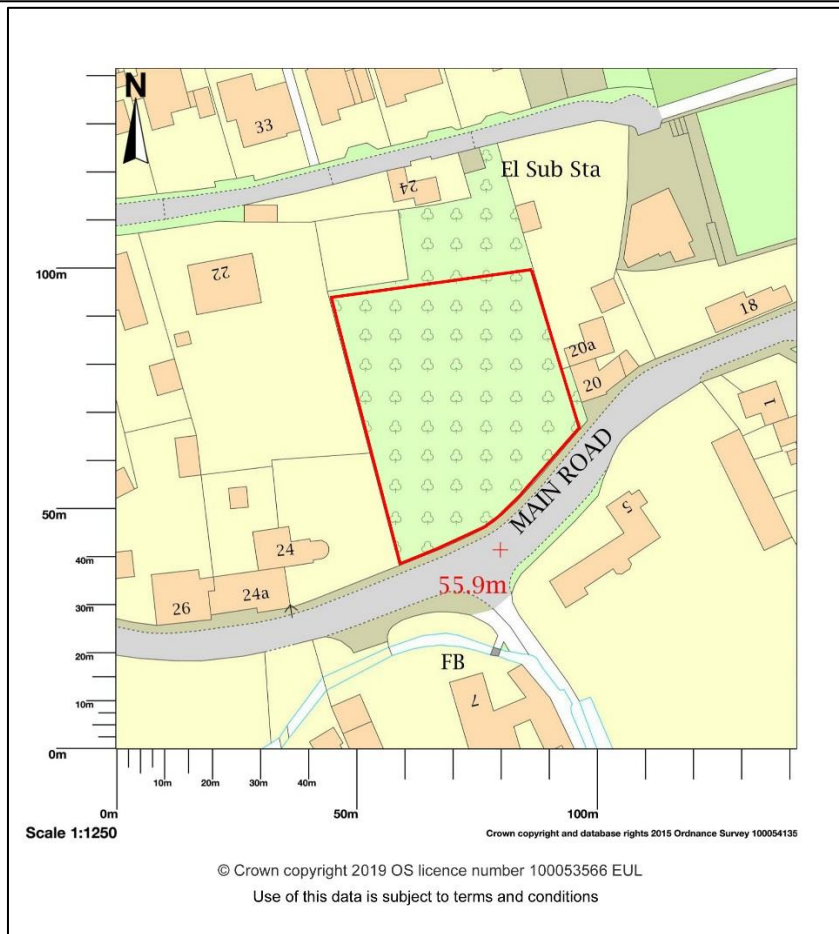 N
33
24
El Sub Sta
22
100m
18
20a
20
1
MAIN ROAD
50m
5
24
40m
55.9m
24a
26
30m
20m
FB
10m
7
0m
10m
20m
30m
40m
0m
50m
100m
Scale 1:1250
Crown copyright and database rights 2015 Ordnance Survey 100054135
© Crown copyright 2019 OS licence number 100053566 EUL
Use of this data is subject to terms and conditions